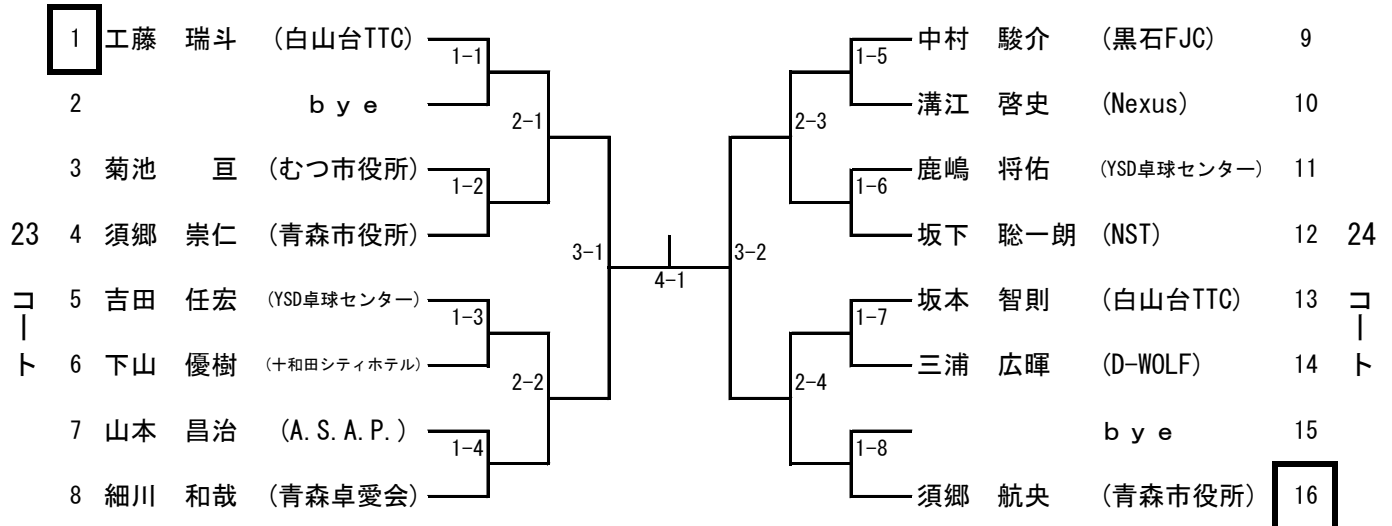 1 工藤 瑞斗 (白山台TTC) 1-1 1-5 中村 駿介 (黒石FJC) 9
2 bye 2-1 2-3 溝江 啓史 (Nexus) 10
3 菊池 亘 (むつ市役所) 1-2 1-6 鹿嶋 将佑 (YSD卓球センター) 11
23 4 須郷 崇仁 (青森市役所) 3-1 4-1 3-2 坂下 聡一朗 (NST) 12 24
コート 5 吉田 任宏 (YSD卓球センター) 1-3 1-7 坂本 智則 (白山台TTC) 13 コート
6 下山 優樹 (十和田シティホテル) 2-2 2-4 三浦 広暉 (D-WOLF) 14
7 山本 昌治 (A.S.A.P.) 1-4 1-8 bye 15
8 細川 和哉 (青森卓愛会) 須郷 航央 (青森市役所) 16